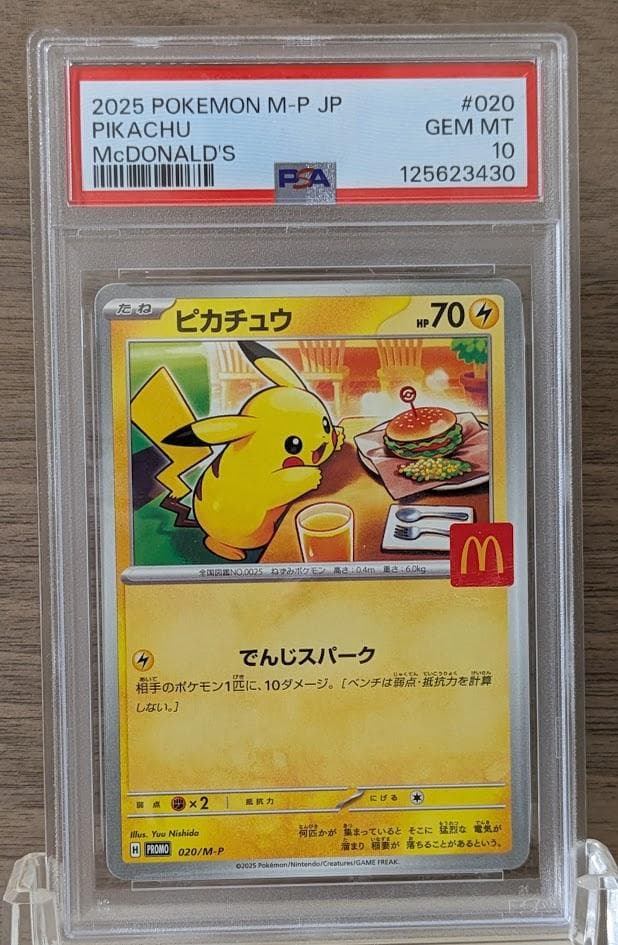 2025 POKEMON M-P JP #020
PIKACHU GEM MT
McDONALD'S 10
PSA 125623430
たね ピカチュウ HP70
全国図鑑NO.0025 ねずみポケモン 高さ:0.4m 重さ:6.0kg
でんじスパーク
相手のポケモン1匹に、10ダメージ。[ベンチは弱点・抵抗力を計算
しない。]
弱点 ×2 抵抗力 にげる
Illus. Yuu Nishida
何匹かが 集まっていると そこに 猛烈な 電気が
溜まり 稲妻が 落ちることがあるという。
H PROMO 020/M-P
©2025 Pokémon/Nintendo/Creatures/GAME FREAK.